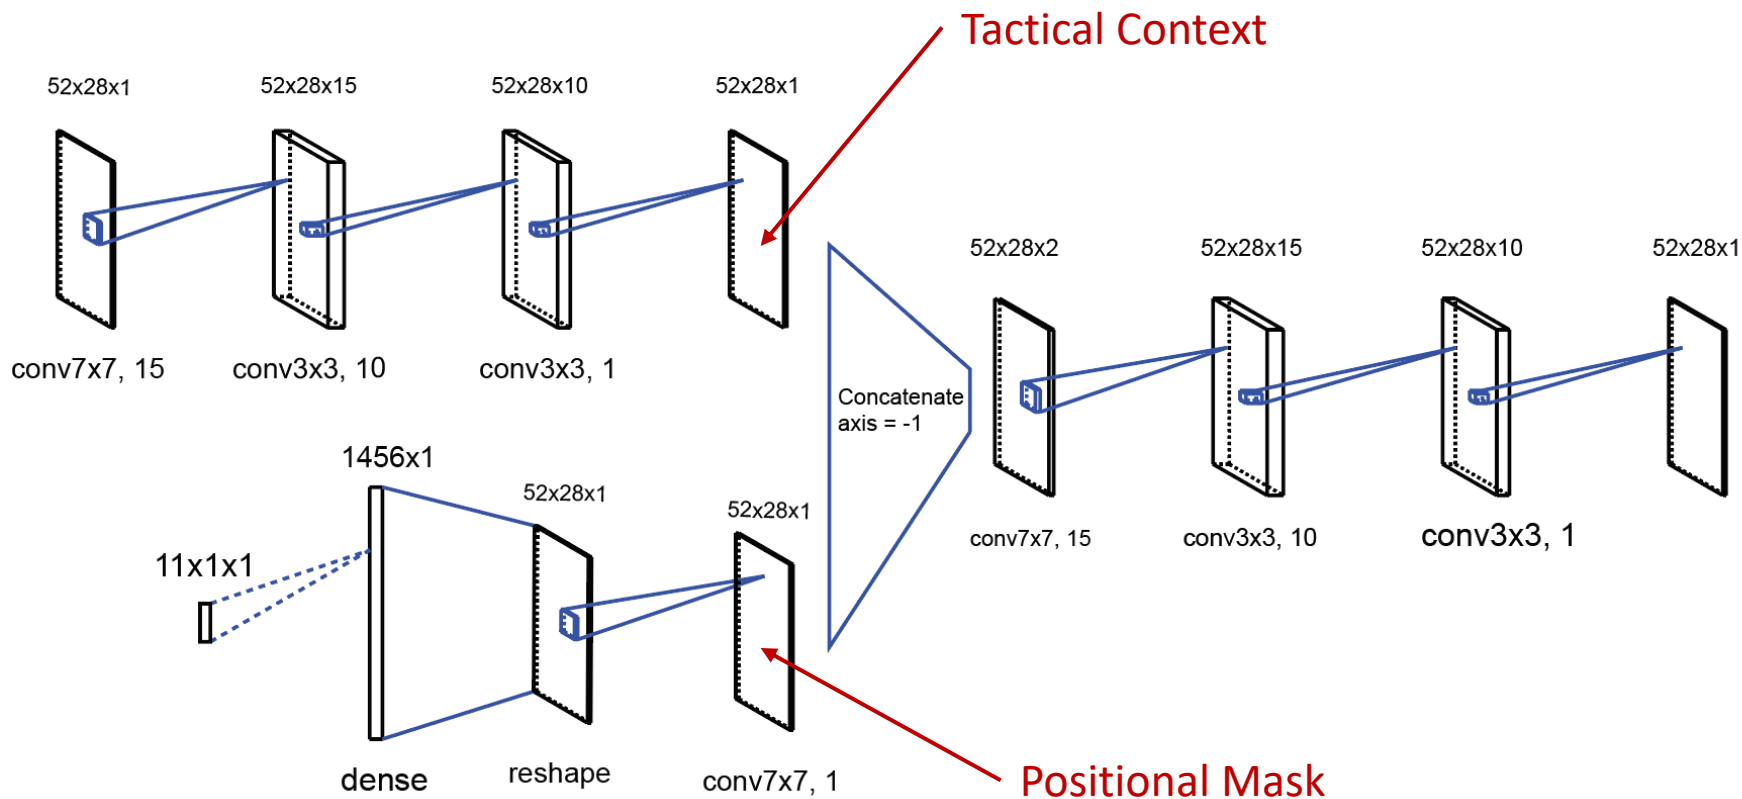 Tactical Context
52x28x1
52x28x15
52x28x10
52x28x1
conv7x7, 15
conv3x3, 10
conv3x3, 1
52x28x2
52x28x15
52x28x10
52x28x1
Concatenate
axis = -1
conv7x7, 15
conv3x3, 10
conv3x3, 1
1456x1
52x28x1
52x28x1
11x1x1
dense
reshape
conv7x7, 1
Positional Mask